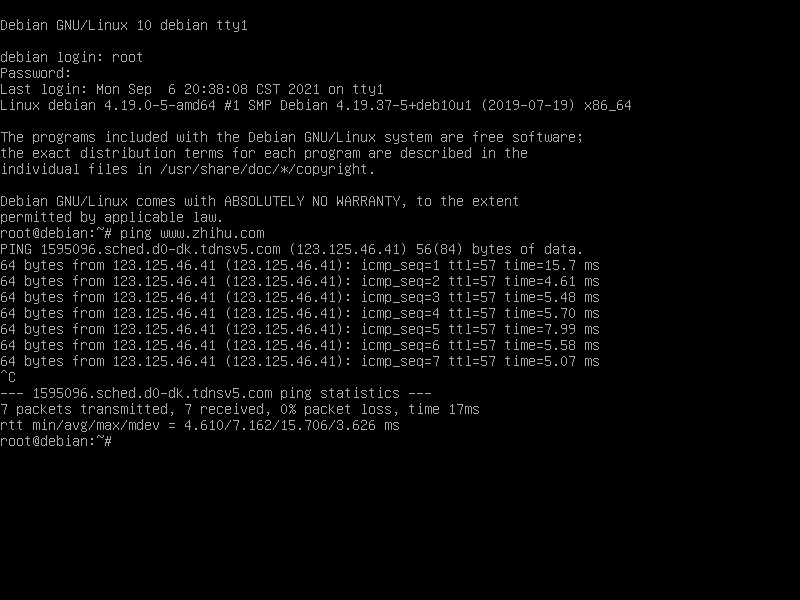 Debian GNU/Linux 10 debian tty1
debian login: root
Password:
Last login: Mon Sep  6 20:38:08 CST 2021 on tty1
Linux debian 4.19.0-5-amd64 #1 SMP Debian 4.19.37-5+deb10u1 (2019-07-19) x86_64
The programs included with the Debian GNU/Linux system are free software;
the exact distribution terms for each program are described in the
individual files in /usr/share/doc/*/copyright.
Debian GNU/Linux comes with ABSOLUTELY NO WARRANTY, to the extent
permitted by applicable law.
root@debian:~# ping www.zhihu.com
PING 1595096.sched.d0-dk.tdnsv5.com (123.125.46.41) 56(84) bytes of data.
64 bytes from 123.125.46.41 (123.125.46.41): icmp_seq=1 ttl=57 time=15.7 ms
64 bytes from 123.125.46.41 (123.125.46.41): icmp_seq=2 ttl=57 time=4.61 ms
64 bytes from 123.125.46.41 (123.125.46.41): icmp_seq=3 ttl=57 time=5.48 ms
64 bytes from 123.125.46.41 (123.125.46.41): icmp_seq=4 ttl=57 time=5.70 ms
64 bytes from 123.125.46.41 (123.125.46.41): icmp_seq=5 ttl=57 time=7.99 ms
64 bytes from 123.125.46.41 (123.125.46.41): icmp_seq=6 ttl=57 time=5.58 ms
64 bytes from 123.125.46.41 (123.125.46.41): icmp_seq=7 ttl=57 time=5.07 ms
^C
--- 1595096.sched.d0-dk.tdnsv5.com ping statistics ---
7 packets transmitted, 7 received, 0% packet loss, time 17ms
rtt min/avg/max/mdev = 4.610/7.162/15.706/3.626 ms
root@debian:~#